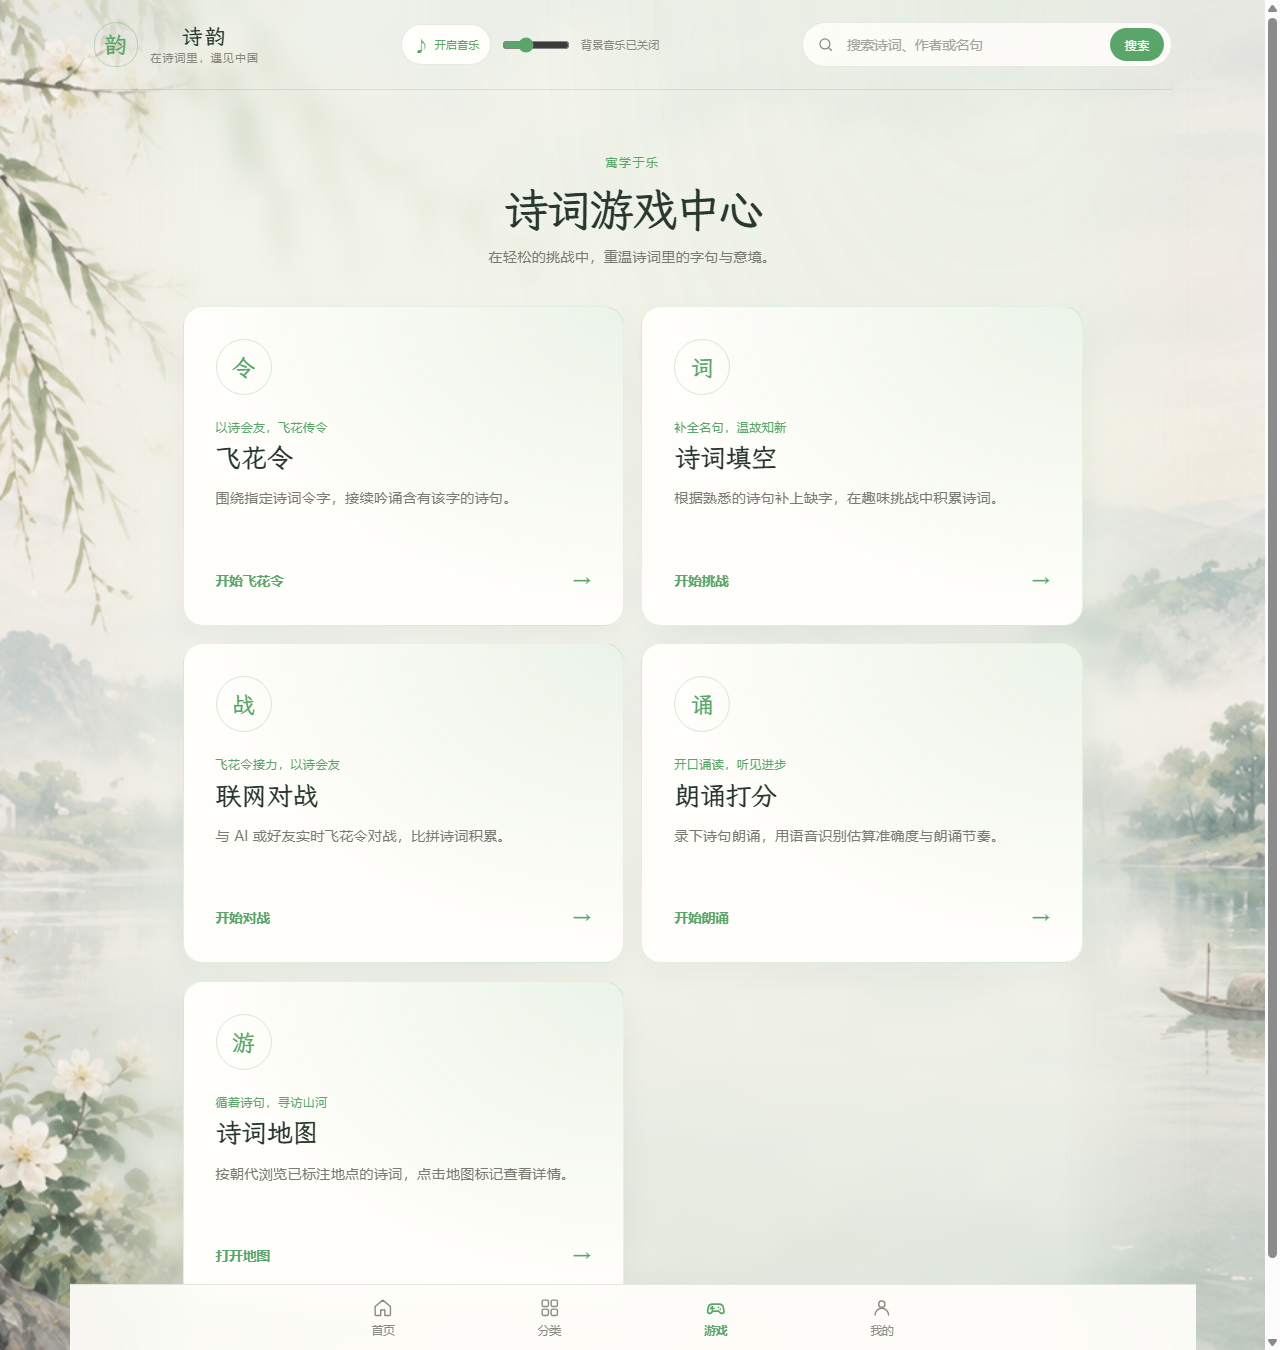 韵
诗韵
在诗词里，遇见中国
♪ 开启音乐
背景音乐已关闭
搜索诗词、作者或名句
搜索
寓学于乐
诗词游戏中心
在轻松的挑战中，重温诗词里的字句与意境。
令
以诗会友，飞花传令
飞花令
围绕指定诗词令字，接续吟诵含有该字的诗句。
开始飞花令 →
词
补全名句，温故知新
诗词填空
根据熟悉的诗句补上缺字，在趣味挑战中积累诗词。
开始挑战 →
战
飞花令接力，以诗会友
联网对战
与 AI 或好友实时飞花令对战，比拼诗词积累。
开始对战 →
诵
开口诵读，听见进步
朗诵打分
录下诗句朗诵，用语音识别估算准确度与朗诵节奏。
开始朗诵 →
游
循着诗句，寻访山河
诗词地图
按朝代浏览已标注地点的诗词，点击地图标记查看详情。
打开地图 →
首页
分类
游戏
我的